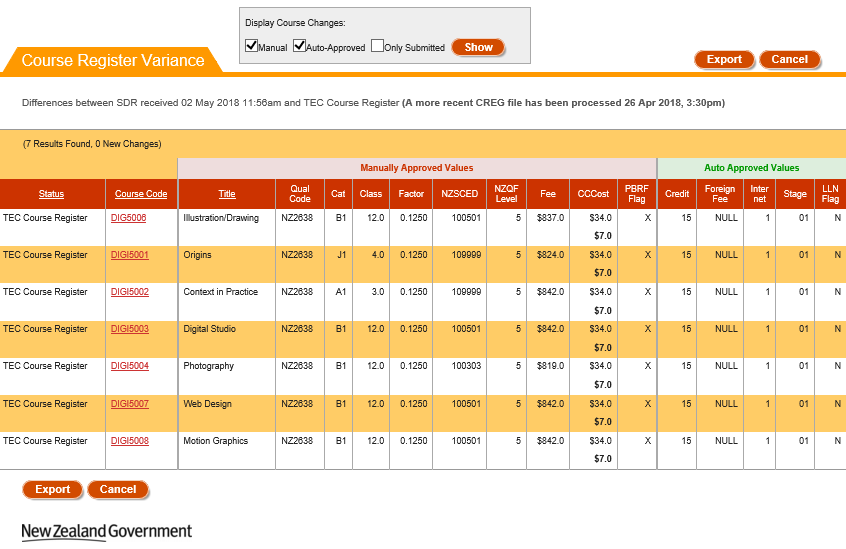 Display Course Changes:
Manual Auto-Approved Only Submitted Show
Course Register Variance
Export Cancel
Differences between SDR received 02 May 2018 11:56am and TEC Course Register (A more recent CREG file has been processed 26 Apr 2018, 3:30pm)
(7 Results Found, 0 New Changes)
Manually Approved Values Auto Approved Values
Status Course Code Title Qual Code Cat Class Factor NZSCED NZQF Level Fee CCCost PBRF Flag Credit Foreign Fee Inter net Stage LLN Flag
TEC Course Register DIG5006 Illustration/Drawing NZ2638 B1 12.0 0.1250 100501 5 $837.0 $34.0 X 15 NULL 1 01 N
$7.0
TEC Course Register DIGI5001 Origins NZ2638 J1 4.0 0.1250 109999 5 $824.0 $34.0 X 15 NULL 1 01 N
$7.0
TEC Course Register DIGI5002 Context in Practice NZ2638 A1 3.0 0.1250 109999 5 $842.0 $34.0 X 15 NULL 1 01 N
$7.0
TEC Course Register DIGI5003 Digital Studio NZ2638 B1 12.0 0.1250 100501 5 $842.0 $34.0 X 15 NULL 1 01 N
$7.0
TEC Course Register DIGI5004 Photography NZ2638 B1 12.0 0.1250 100303 5 $819.0 $34.0 X 15 NULL 1 01 N
$7.0
TEC Course Register DIGI5007 Web Design NZ2638 B1 12.0 0.1250 100501 5 $842.0 $34.0 X 15 NULL 1 01 N
$7.0
TEC Course Register DIGI5008 Motion Graphics NZ2638 B1 12.0 0.1250 100501 5 $842.0 $34.0 X 15 NULL 1 01 N
$7.0
Export Cancel
New Zealand Government